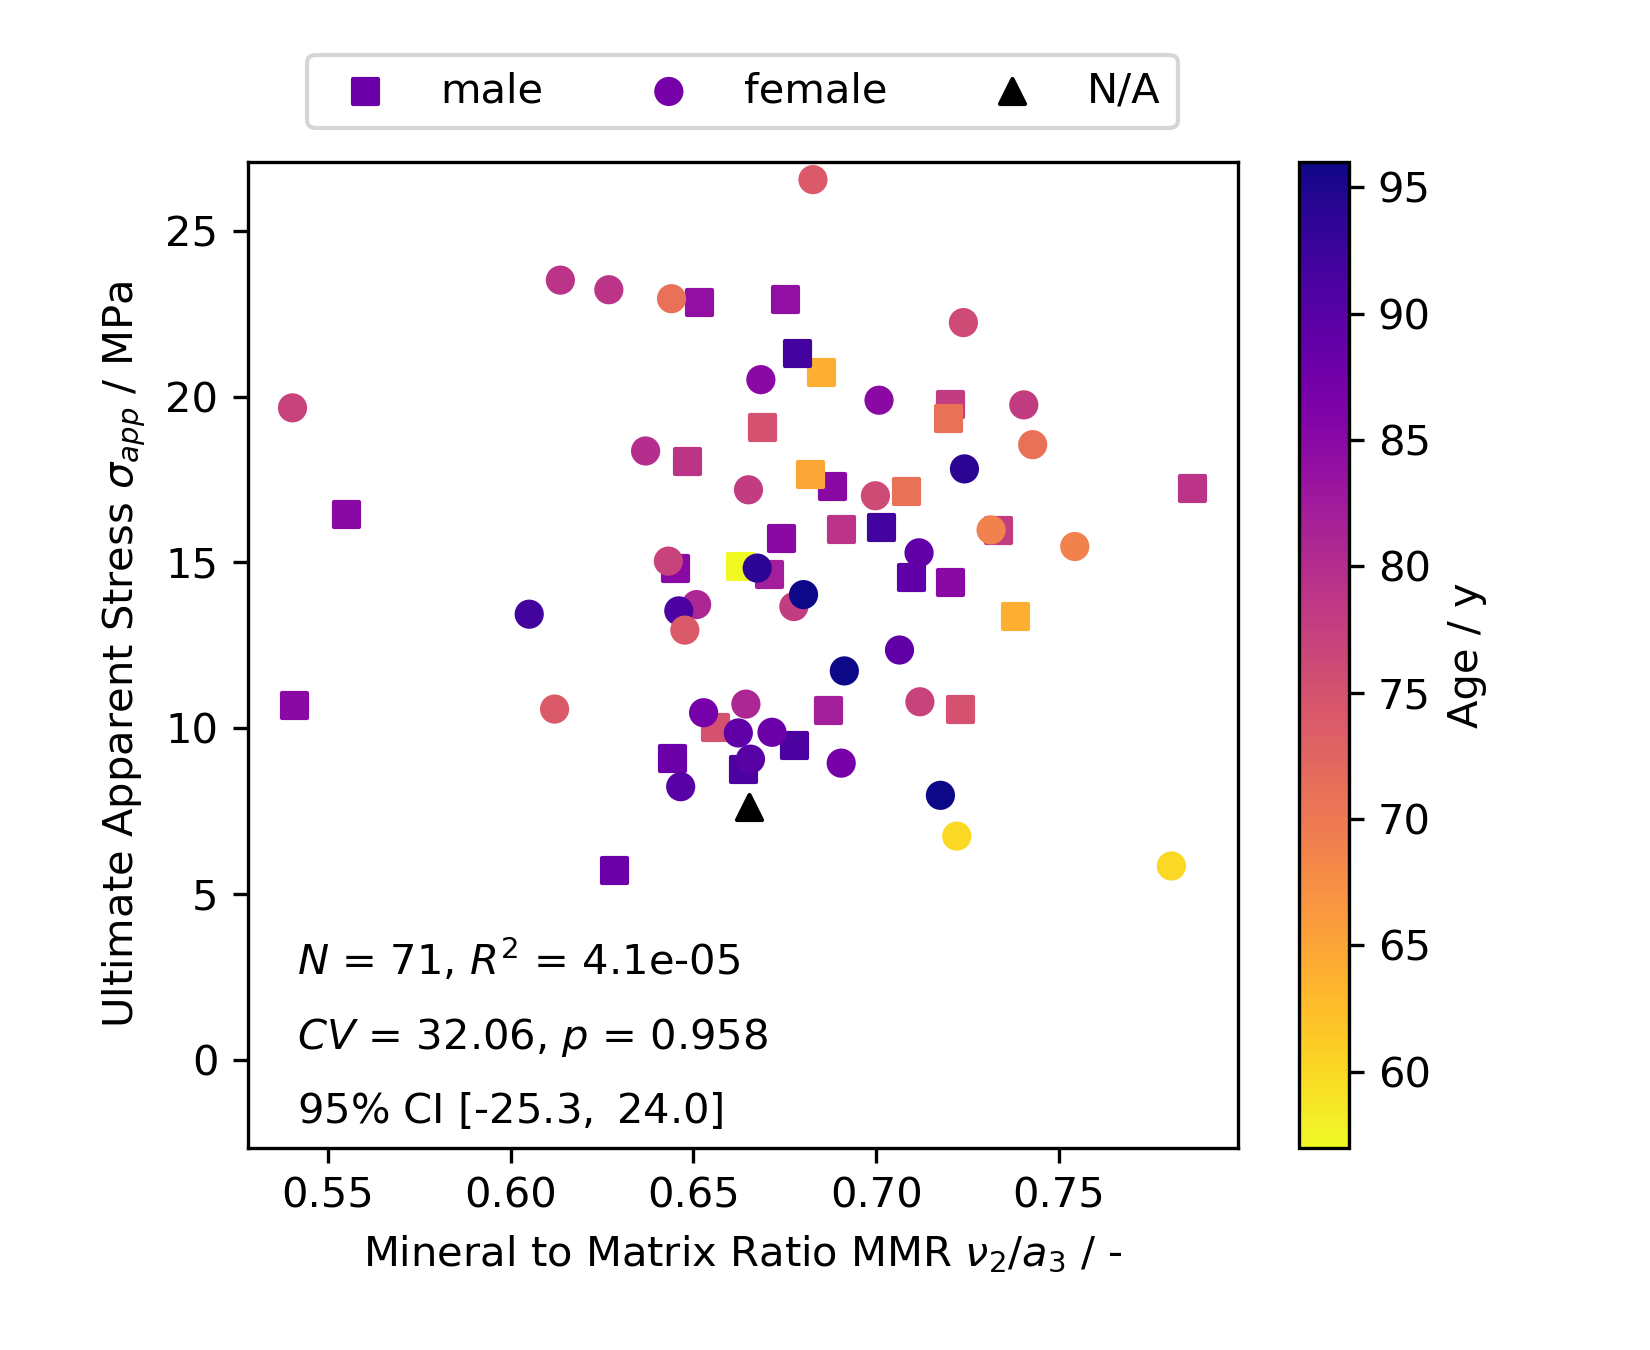 male female N/A
25
20
15
10
5
0
Ultimate Apparent Stress σapp / MPa
N = 71, R² = 4.1e-05
CV = 32.06, p = 0.958
95% CI [-25.3, 24.0]
0.55 0.60 0.65 0.70 0.75
Mineral to Matrix Ratio MMR ν₂/a₃ / -
95
90
85
80
75
70
65
60
Age / y